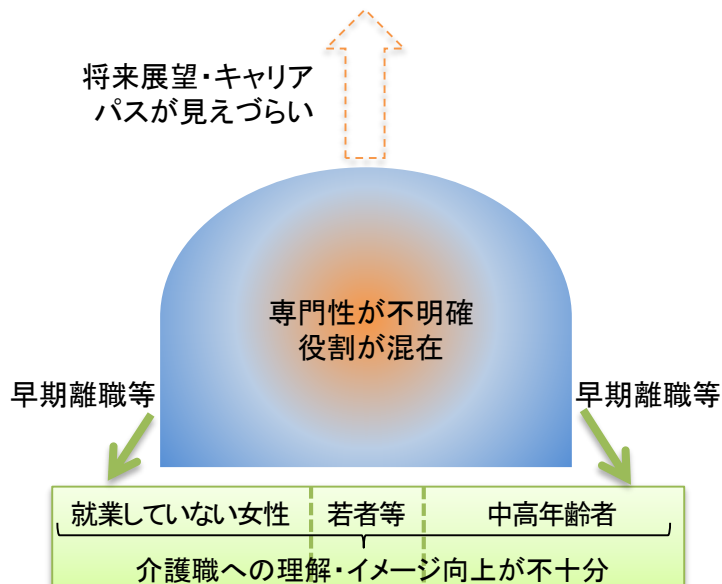 将来展望・キャリア
パスが見えづらい
専門性が不明確
役割が混在
早期離職等
早期離職等
就業していない女性
若者等
中高年齢者
介護職への理解・イメージ向上が不十分